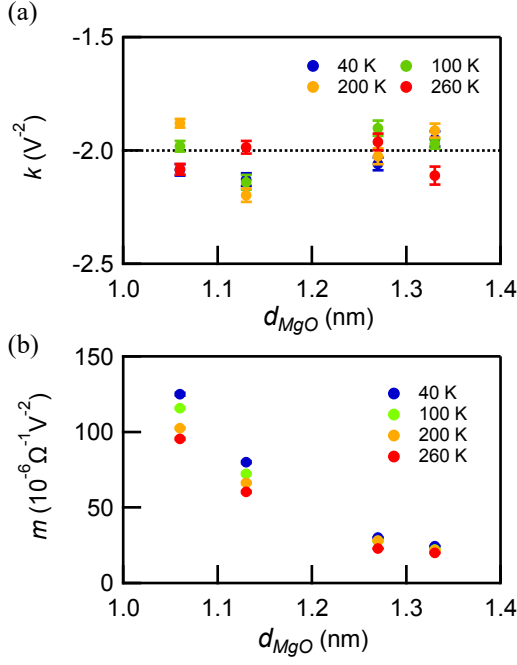 (a)
-1.5
-2.0
-2.5
k (V⁻²)
40 K
100 K
200 K
260 K
1.0 1.1 1.2 1.3 1.4
d_MgO (nm)
(b)
150
100
50
0
m (10⁻⁶Ω⁻¹V⁻²)
40 K
100 K
200 K
260 K
1.0 1.1 1.2 1.3 1.4
d_MgO (nm)